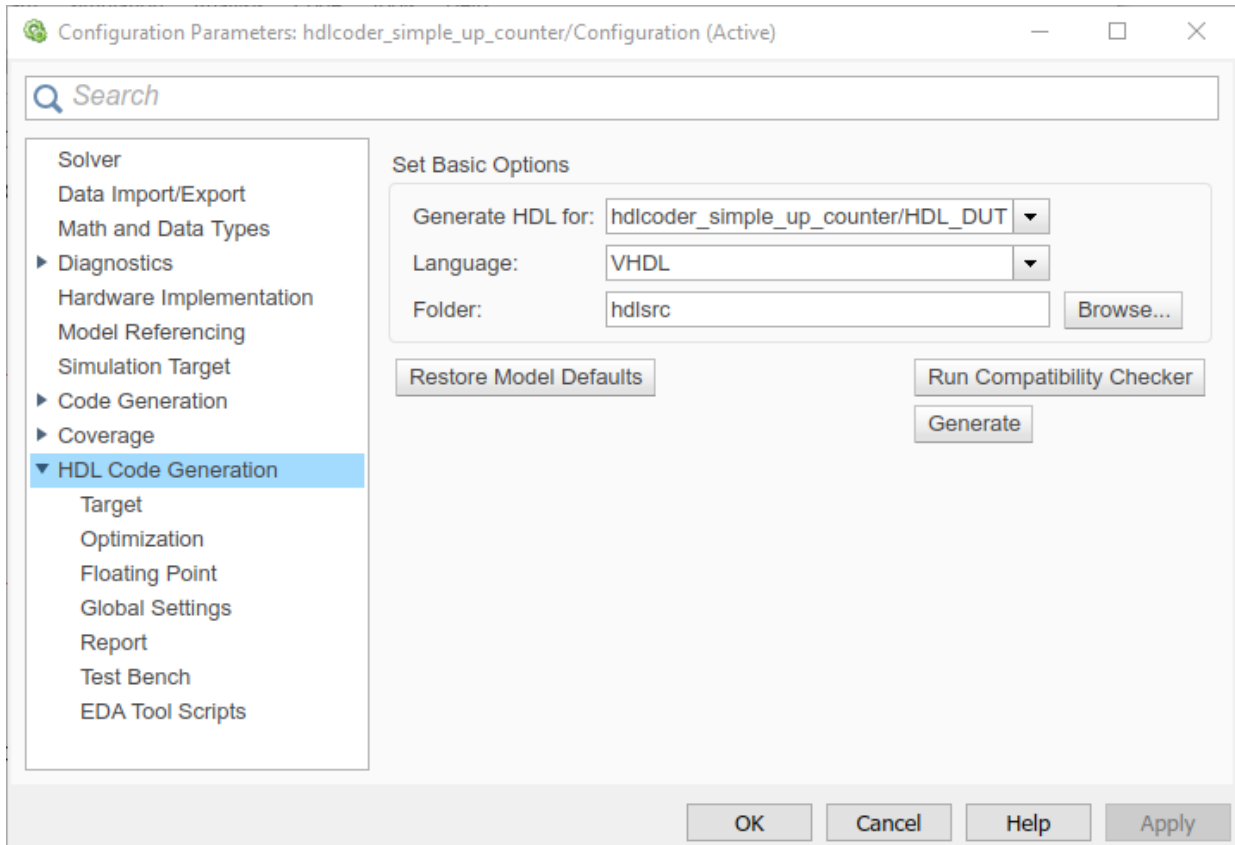 Configuration Parameters: hdlcoder_simple_up_counter/Configuration (Active)
Search
Solver
Data Import/Export
Math and Data Types
Diagnostics
Hardware Implementation
Model Referencing
Simulation Target
Code Generation
Coverage
HDL Code Generation
Target
Optimization
Floating Point
Global Settings
Report
Test Bench
EDA Tool Scripts
Set Basic Options
Generate HDL for: hdlcoder_simple_up_counter/HDL_DUT
Language: VHDL
Folder: hdlsrc Browse...
Restore Model Defaults Run Compatibility Checker
Generate
OK Cancel Help Apply